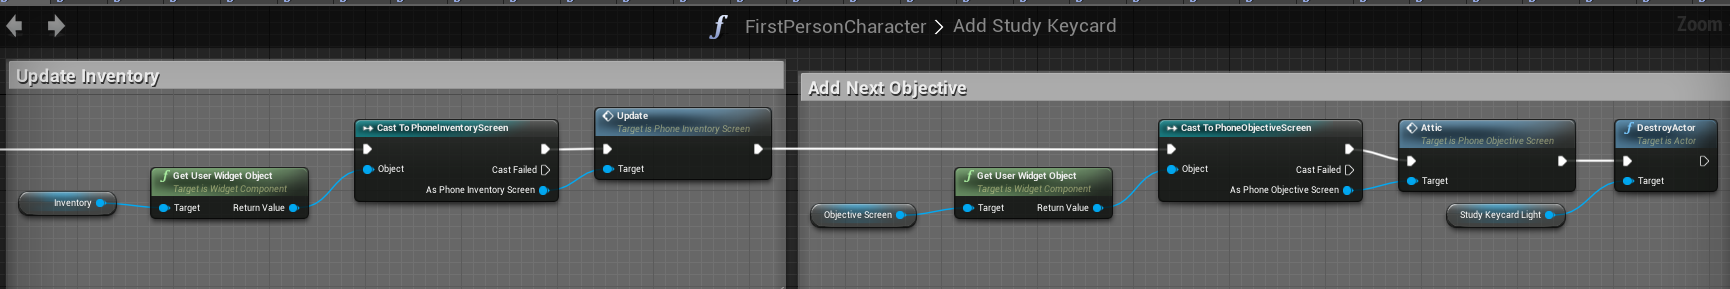 FirstPersonCharacter > Add Study Keycard
Zoom
Update Inventory
Cast To PhoneInventoryScreen
Object
Cast Failed
As Phone Inventory Screen
Update
Target is Phone Inventory Screen
Target
Get User Widget Object
Target is Widget Component
Target
Return Value
Inventory
Add Next Objective
Cast To PhoneObjectiveScreen
Object
Cast Failed
As Phone Objective Screen
Attic
Target is Phone Objective Screen
Target
DestroyActor
Target is Actor
Target
Get User Widget Object
Target is Widget Component
Target
Return Value
Objective Screen
Study Keycard Light